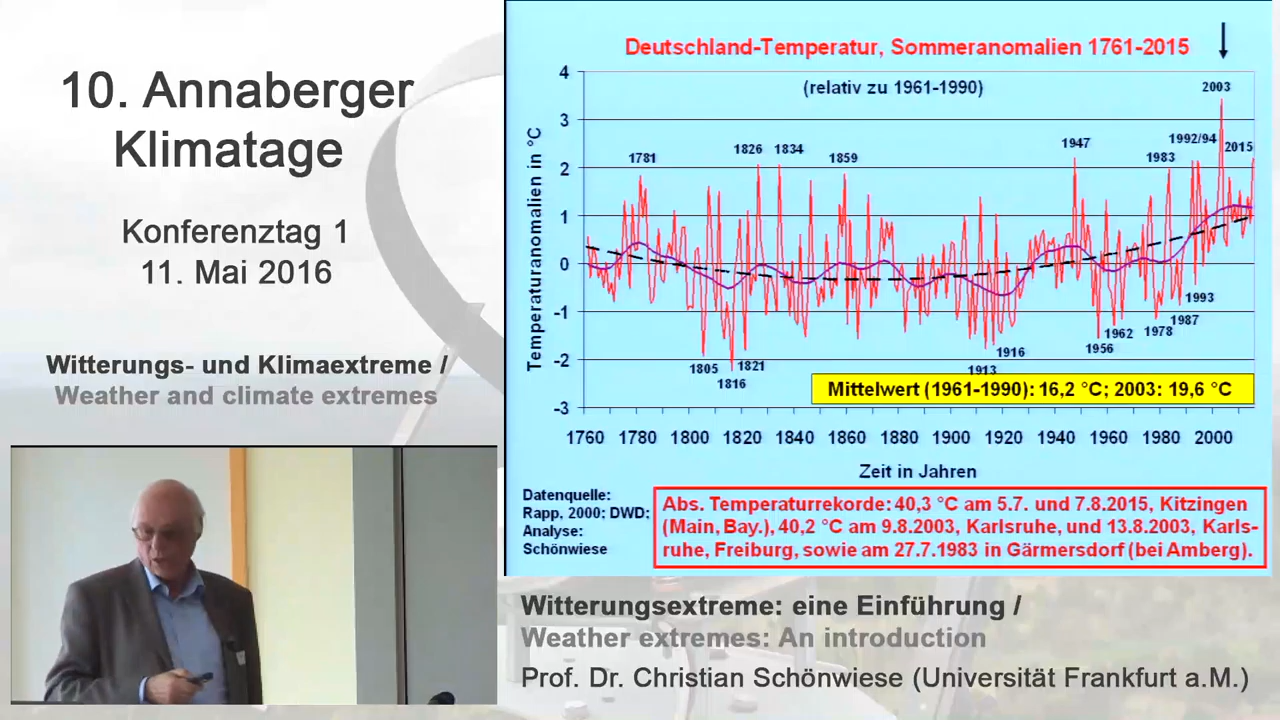 10. Annaberger
Klimatage
Konferenztag 1
11. Mai 2016
Witterungs- und Klimaextreme /
Weather and climate extremes
Deutschland-Temperatur, Sommeranomalien 1761-2015
(relativ zu 1961-1990)
Temperaturanomalien in °C
4
3
2
1
0
-1
-2
-3
1781
1826
1834
1859
1947
1983
1992/94
2003
2015
1805
1816
1821
1913
1916
1956
1962
1978
1987
1993
Mittelwert (1961-1990): 16,2 °C; 2003: 19,6 °C
1760 1780 1800 1820 1840 1860 1880 1900 1920 1940 1960 1980 2000
Zeit in Jahren
Datenquelle:
Rapp, 2000; DWD;
Analyse:
Schönwiese
Abs. Temperaturrekorde: 40,3 °C am 5.7. und 7.8.2015, Kitzingen
(Main, Bay.), 40,2 °C am 9.8.2003, Karlsruhe, und 13.8.2003, Karls-
ruhe, Freiburg, sowie am 27.7.1983 in Gärmersdorf (bei Amberg).
Witterungsextreme: eine Einführung /
Weather extremes: An introduction
Prof. Dr. Christian Schönwiese (Universität Frankfurt a.M.)